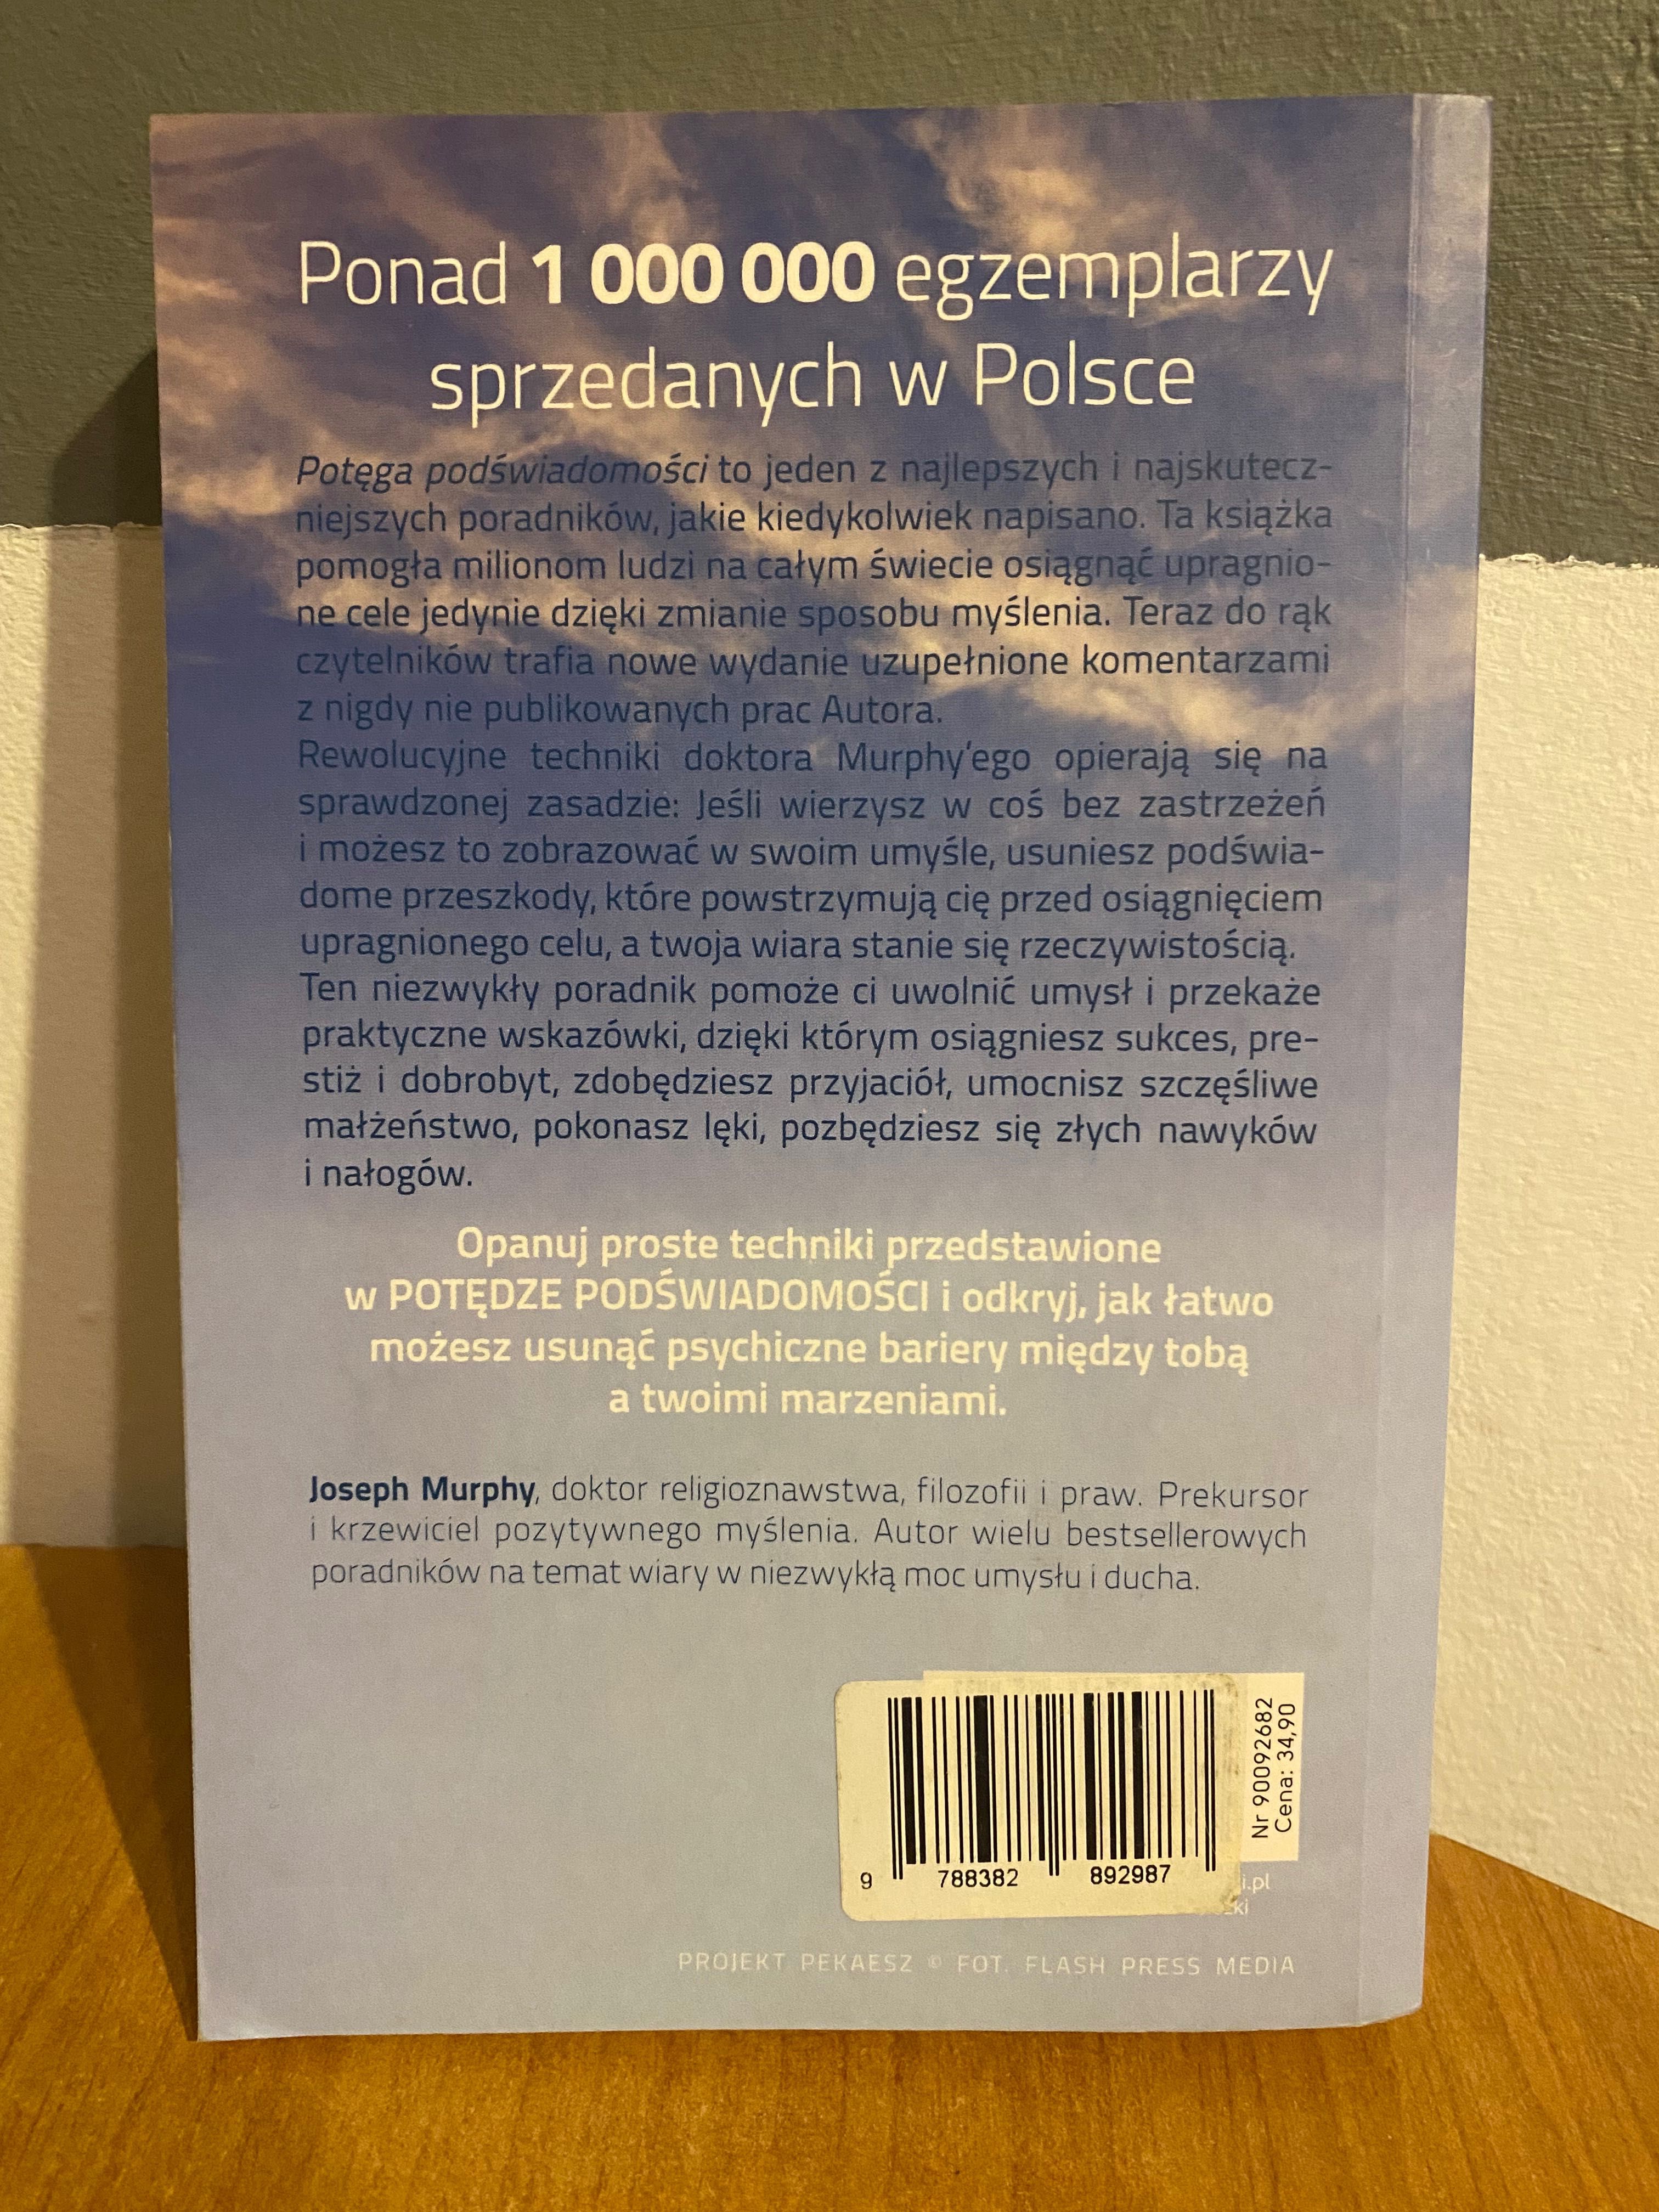 Ponad 1 000 000 egzemplarzy
sprzedanych w Polsce
Potęga podświadomości to jeden z najlepszych i najskutecz-
niejszych poradników, jakie kiedykolwiek napisano. Ta książka
pomogła milionom ludzi na całym świecie osiągnąć upragnio-
ne cele jedynie dzięki zmianie sposobu myślenia. Teraz do rąk
czytelników trafia nowe wydanie uzupełnione komentarzami
z nigdy nie publikowanych prac Autora.
Rewolucyjne techniki doktora Murphy'ego opierają się na
sprawdzonej zasadzie: Jeśli wierzysz w coś bez zastrzeżeń
i możesz to zobrazować w swoim umyśle, usuniesz podświa-
dome przeszkody, które powstrzymują cię przed osiągnięciem
upragnionego celu, a twoja wiara stanie się rzeczywistością.
Ten niezwykły poradnik pomoże ci uwolnić umysł i przekaże
praktyczne wskazówki, dzięki którym osiągniesz sukces, pre-
stiż i dobrobyt, zdobędziesz przyjaciół, umocnisz szczęśliwe
małżeństwo, pokonasz lęki, pozbędziesz się złych nawyków
i nałogów.
Opanuj proste techniki przedstawione
w POTĘDZE PODŚWIADOMOŚCI i odkryj, jak łatwo
możesz usunąć psychiczne bariery między tobą
a twoimi marzeniami.
Joseph Murphy, doktor religioznawstwa, filozofii i praw. Prekursor
i krzewiciel pozytywnego myślenia. Autor wielu bestsellerowych
poradników na temat wiary w niezwykłą moc umysłu i ducha.
Nr 90092682
Cena: 34,90
9 788382 892987
i.pl
PROJEKT PEKAESZ © FOT. FLASH PRESS MEDIA